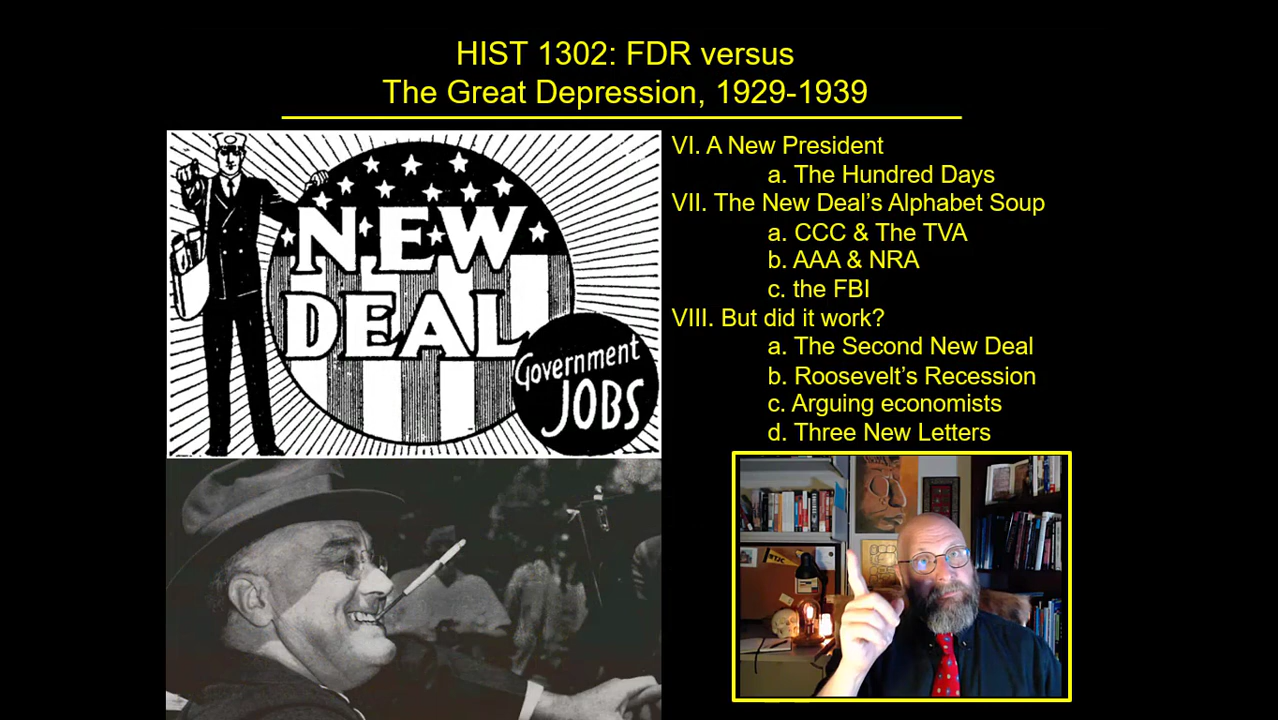 HIST 1302: FDR versus
The Great Depression, 1929-1939
NEW
DEAL
Government
JOBS
VI. A New President
a. The Hundred Days
VII. The New Deal’s Alphabet Soup
a. CCC & The TVA
b. AAA & NRA
c. the FBI
VIII. But did it work?
a. The Second New Deal
b. Roosevelt’s Recession
c. Arguing economists
d. Three New Letters